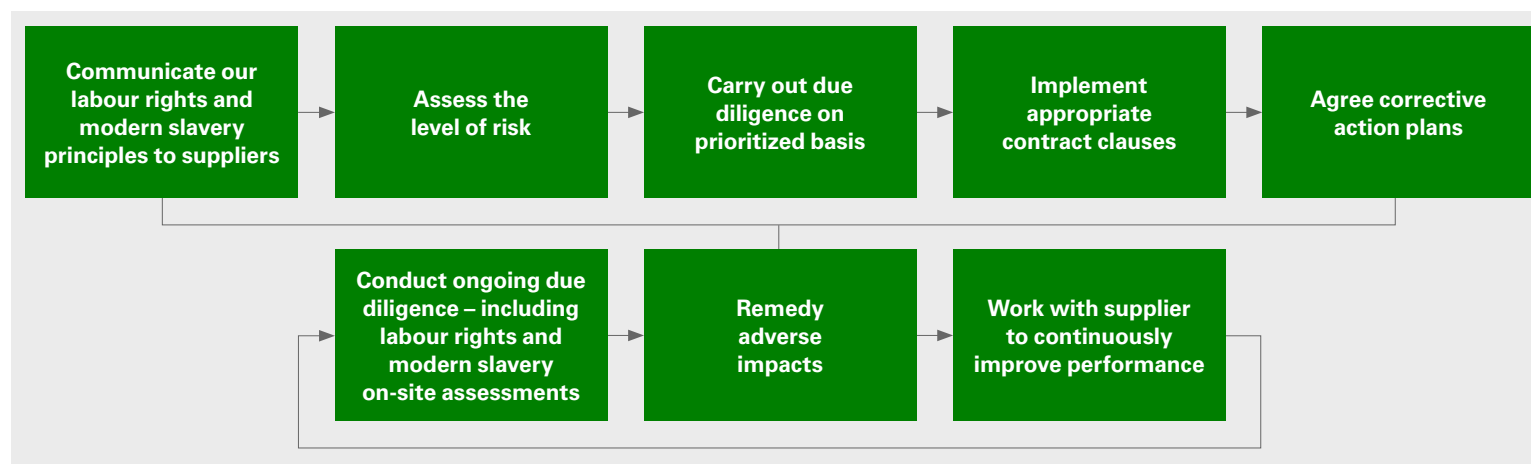 Communicate our
labour rights and
modern slavery
principles to suppliers
Assess the
level of risk
Carry out due
diligence on
prioritized basis
Implement
appropriate
contract clauses
Agree corrective
action plans
Conduct ongoing due
diligence – including
labour rights and
modern slavery
on-site assessments
Remedy
adverse
impacts
Work with supplier
to continuously
improve performance